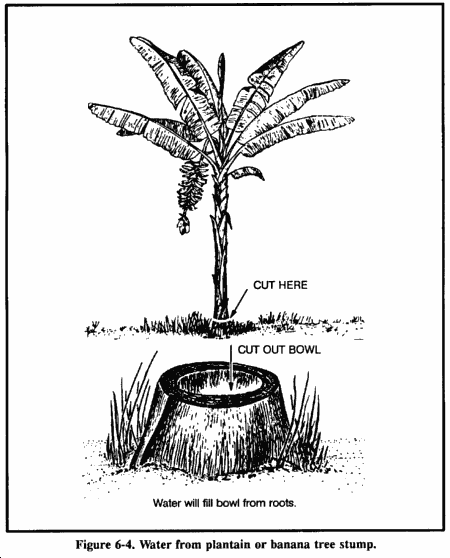 CUT HERE
CUT OUT BOWL
Water will fill bowl from roots.
Figure 6-4. Water from plantain or banana tree stump.